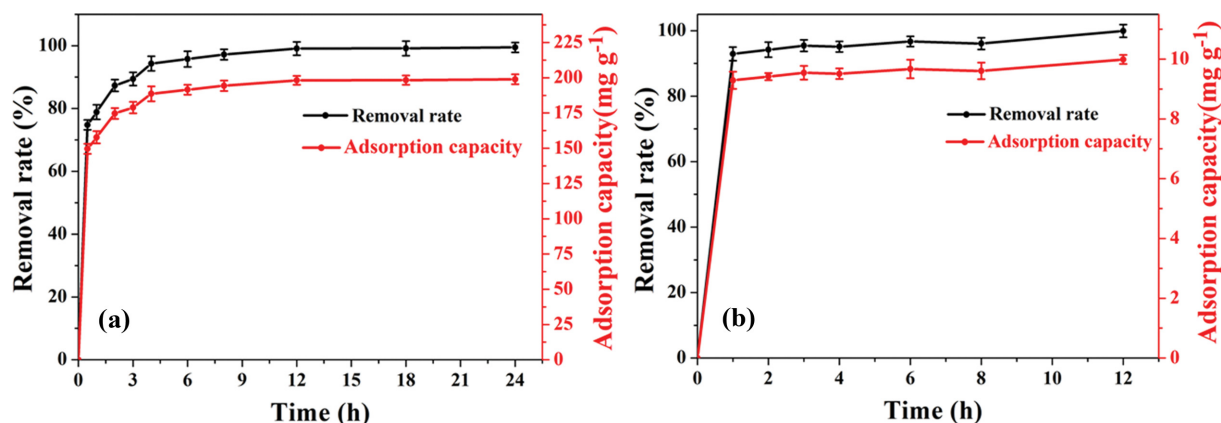 Removal rate (%)
100
80
60
40
20
0
0 3 6 9 12 15 18 21 24
Time (h)
225
200
175
150
125
100
75
50
25
0
Adsorption capacity(mg g-1)
Removal rate
Adsorption capacity
(a)
Removal rate (%)
100
80
60
40
20
0
0 2 4 6 8 10 12
Time (h)
10
8
6
4
2
0
Adsorption capacity(mg g-1)
Removal rate
Adsorption capacity
(b)